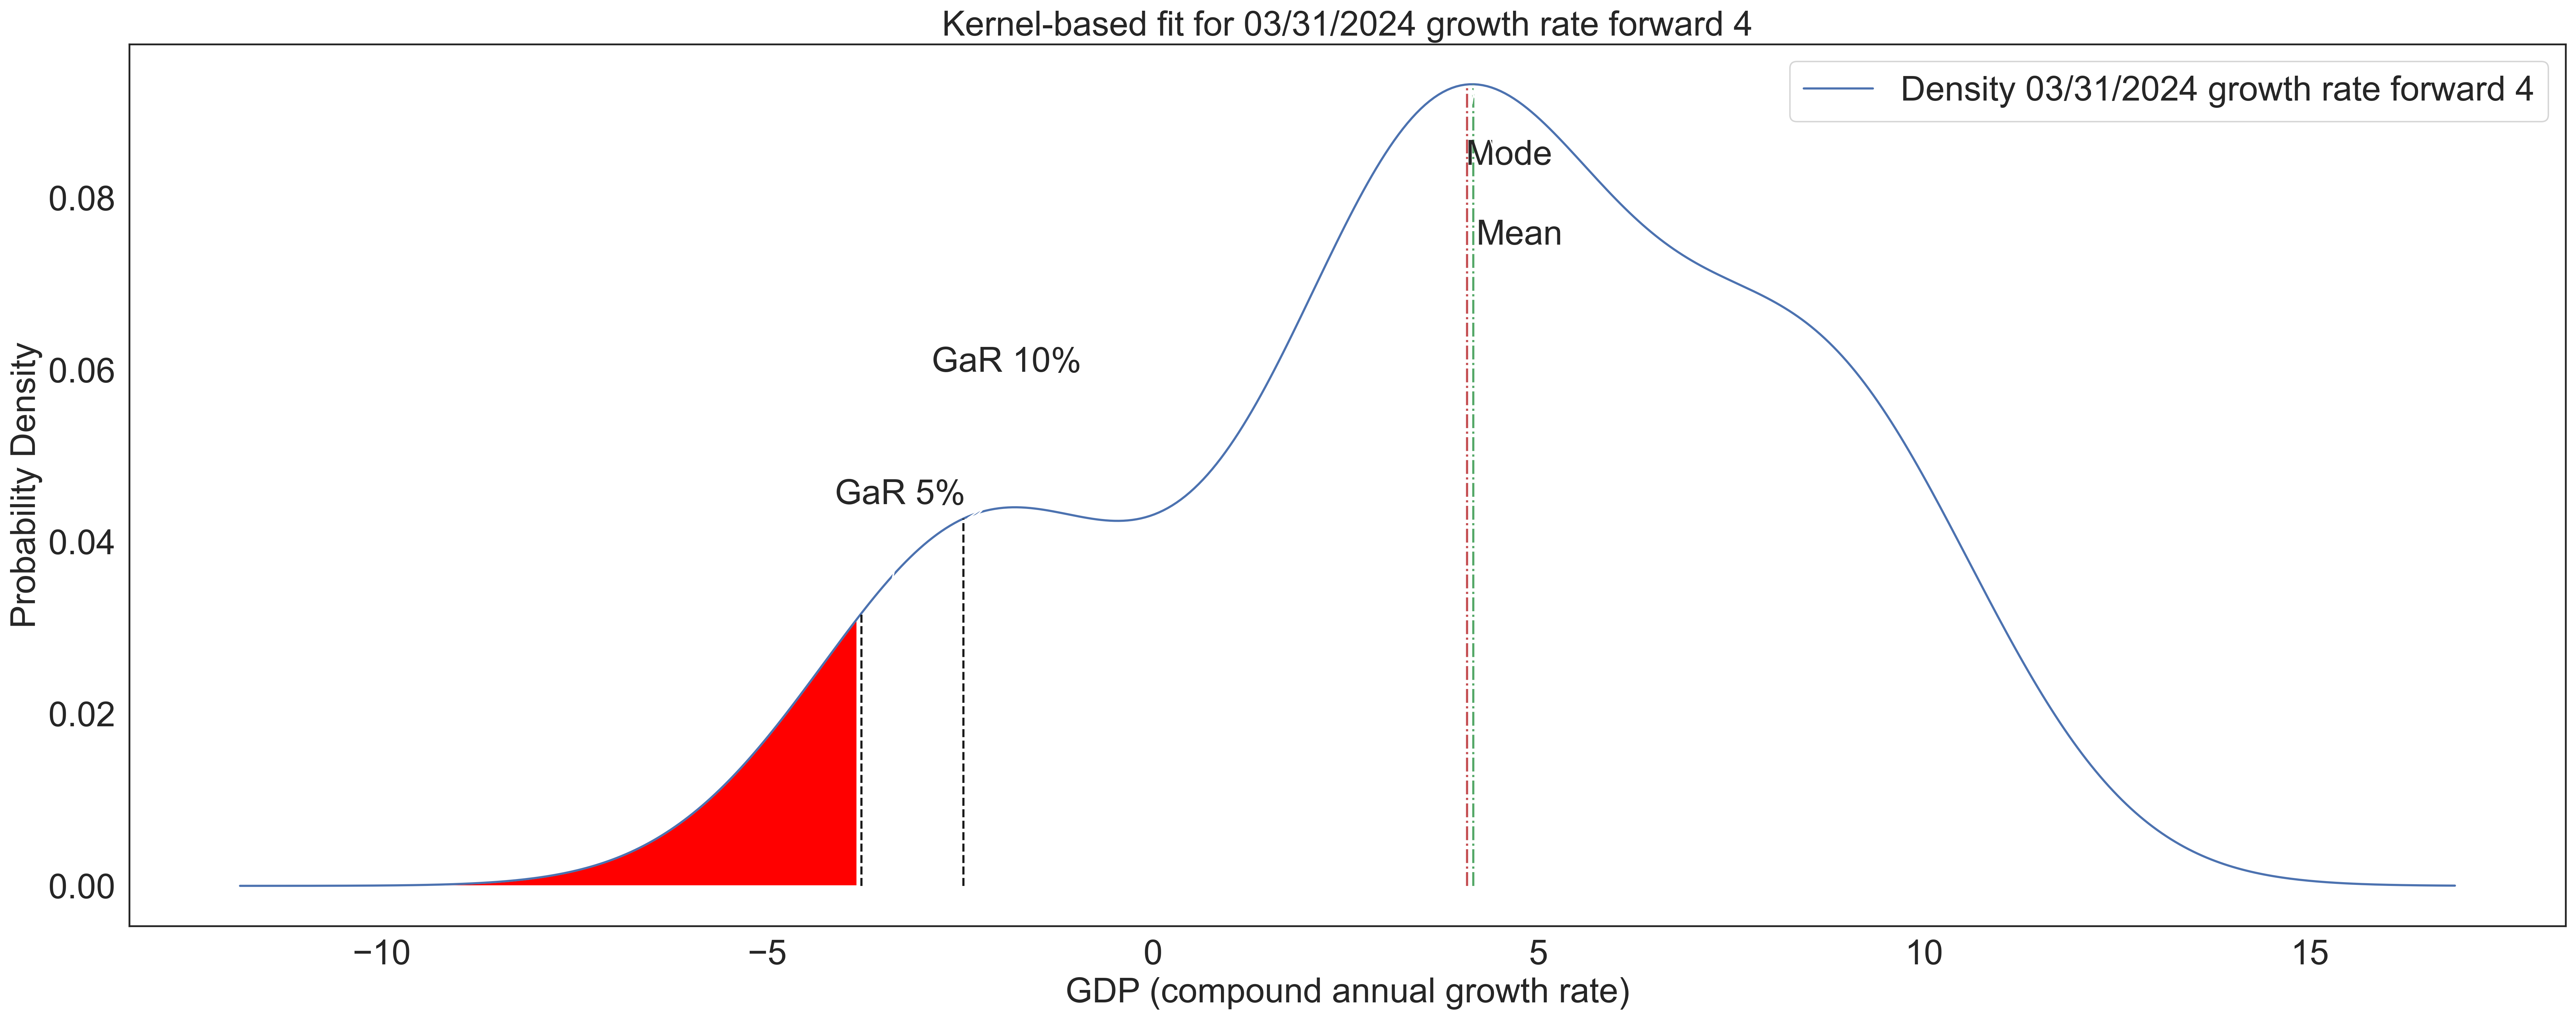 Kernel-based fit for 03/31/2024 growth rate forward 4
Density 03/31/2024 growth rate forward 4
Mode
Mean
GaR 10%
GaR 5%
Probability Density
0.08
0.06
0.04
0.02
0.00
−10 −5 0 5 10 15
GDP (compound annual growth rate)